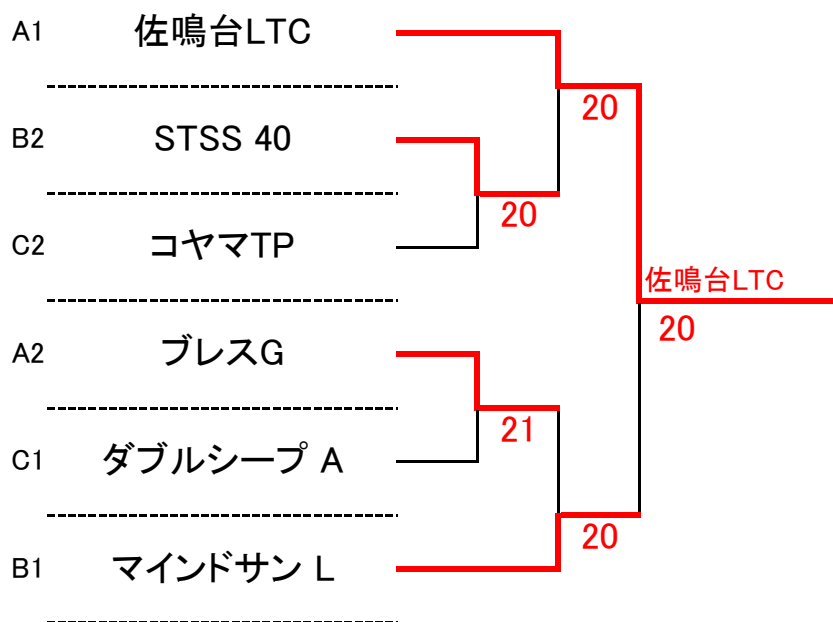 A1 佐鳴台LTC
20
B2 STSS 40
20
C2 コヤマTP
佐鳴台LTC
20
A2 ブレスG
21
C1 ダブルシープ A
20
B1 マインドサン L